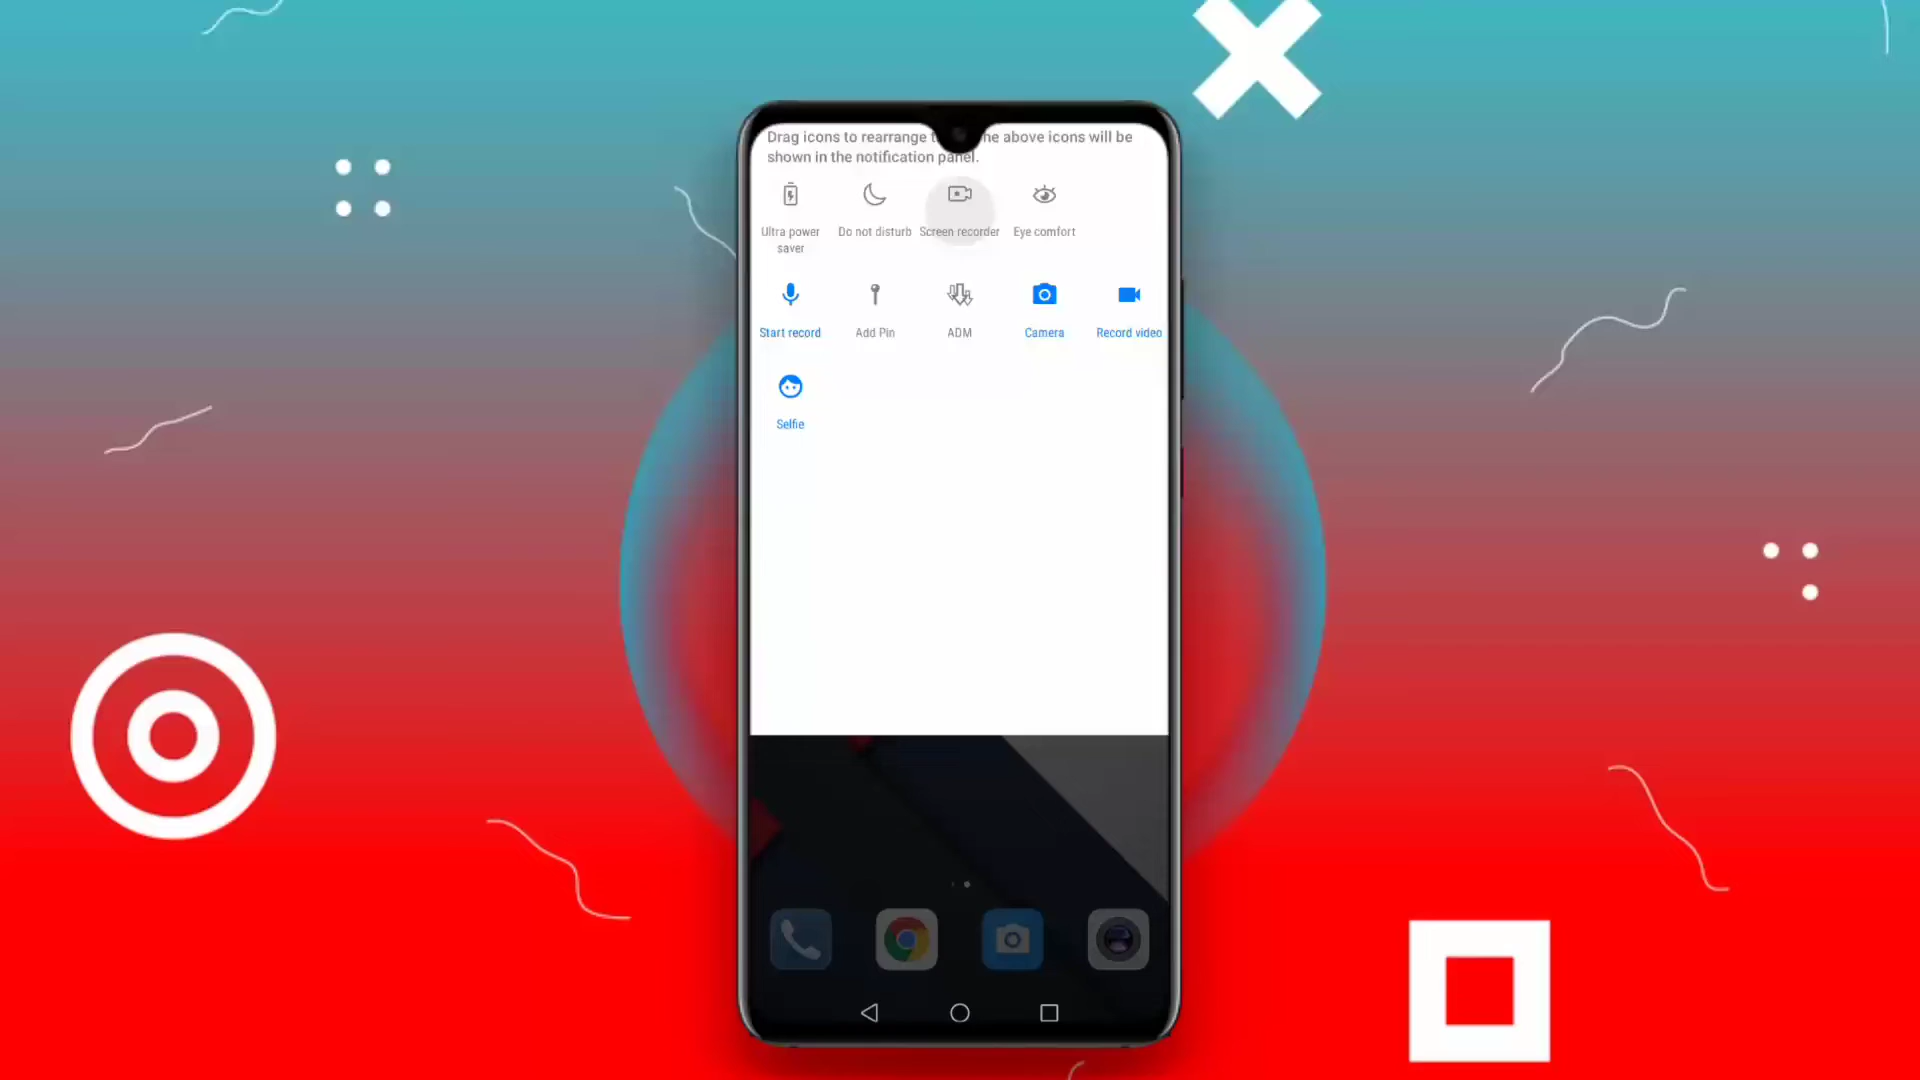 Drag icons to rearrange t he above icons will be
shown in the notification panel.
Ultra power
saver
Do not disturb
Screen recorder
Eye comfort
Start record
Add Pin
ADM
Camera
Record video
Selfie